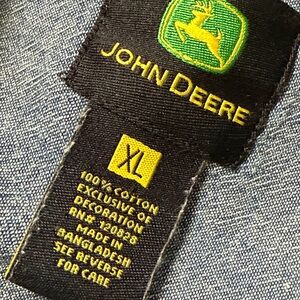 JOHN DEERE
XL
100% COTTON
EXCLUSIVE OF
DECORATION
RN# 120828
MADE IN
BANGLADESH
SEE REVERSE
FOR CARE